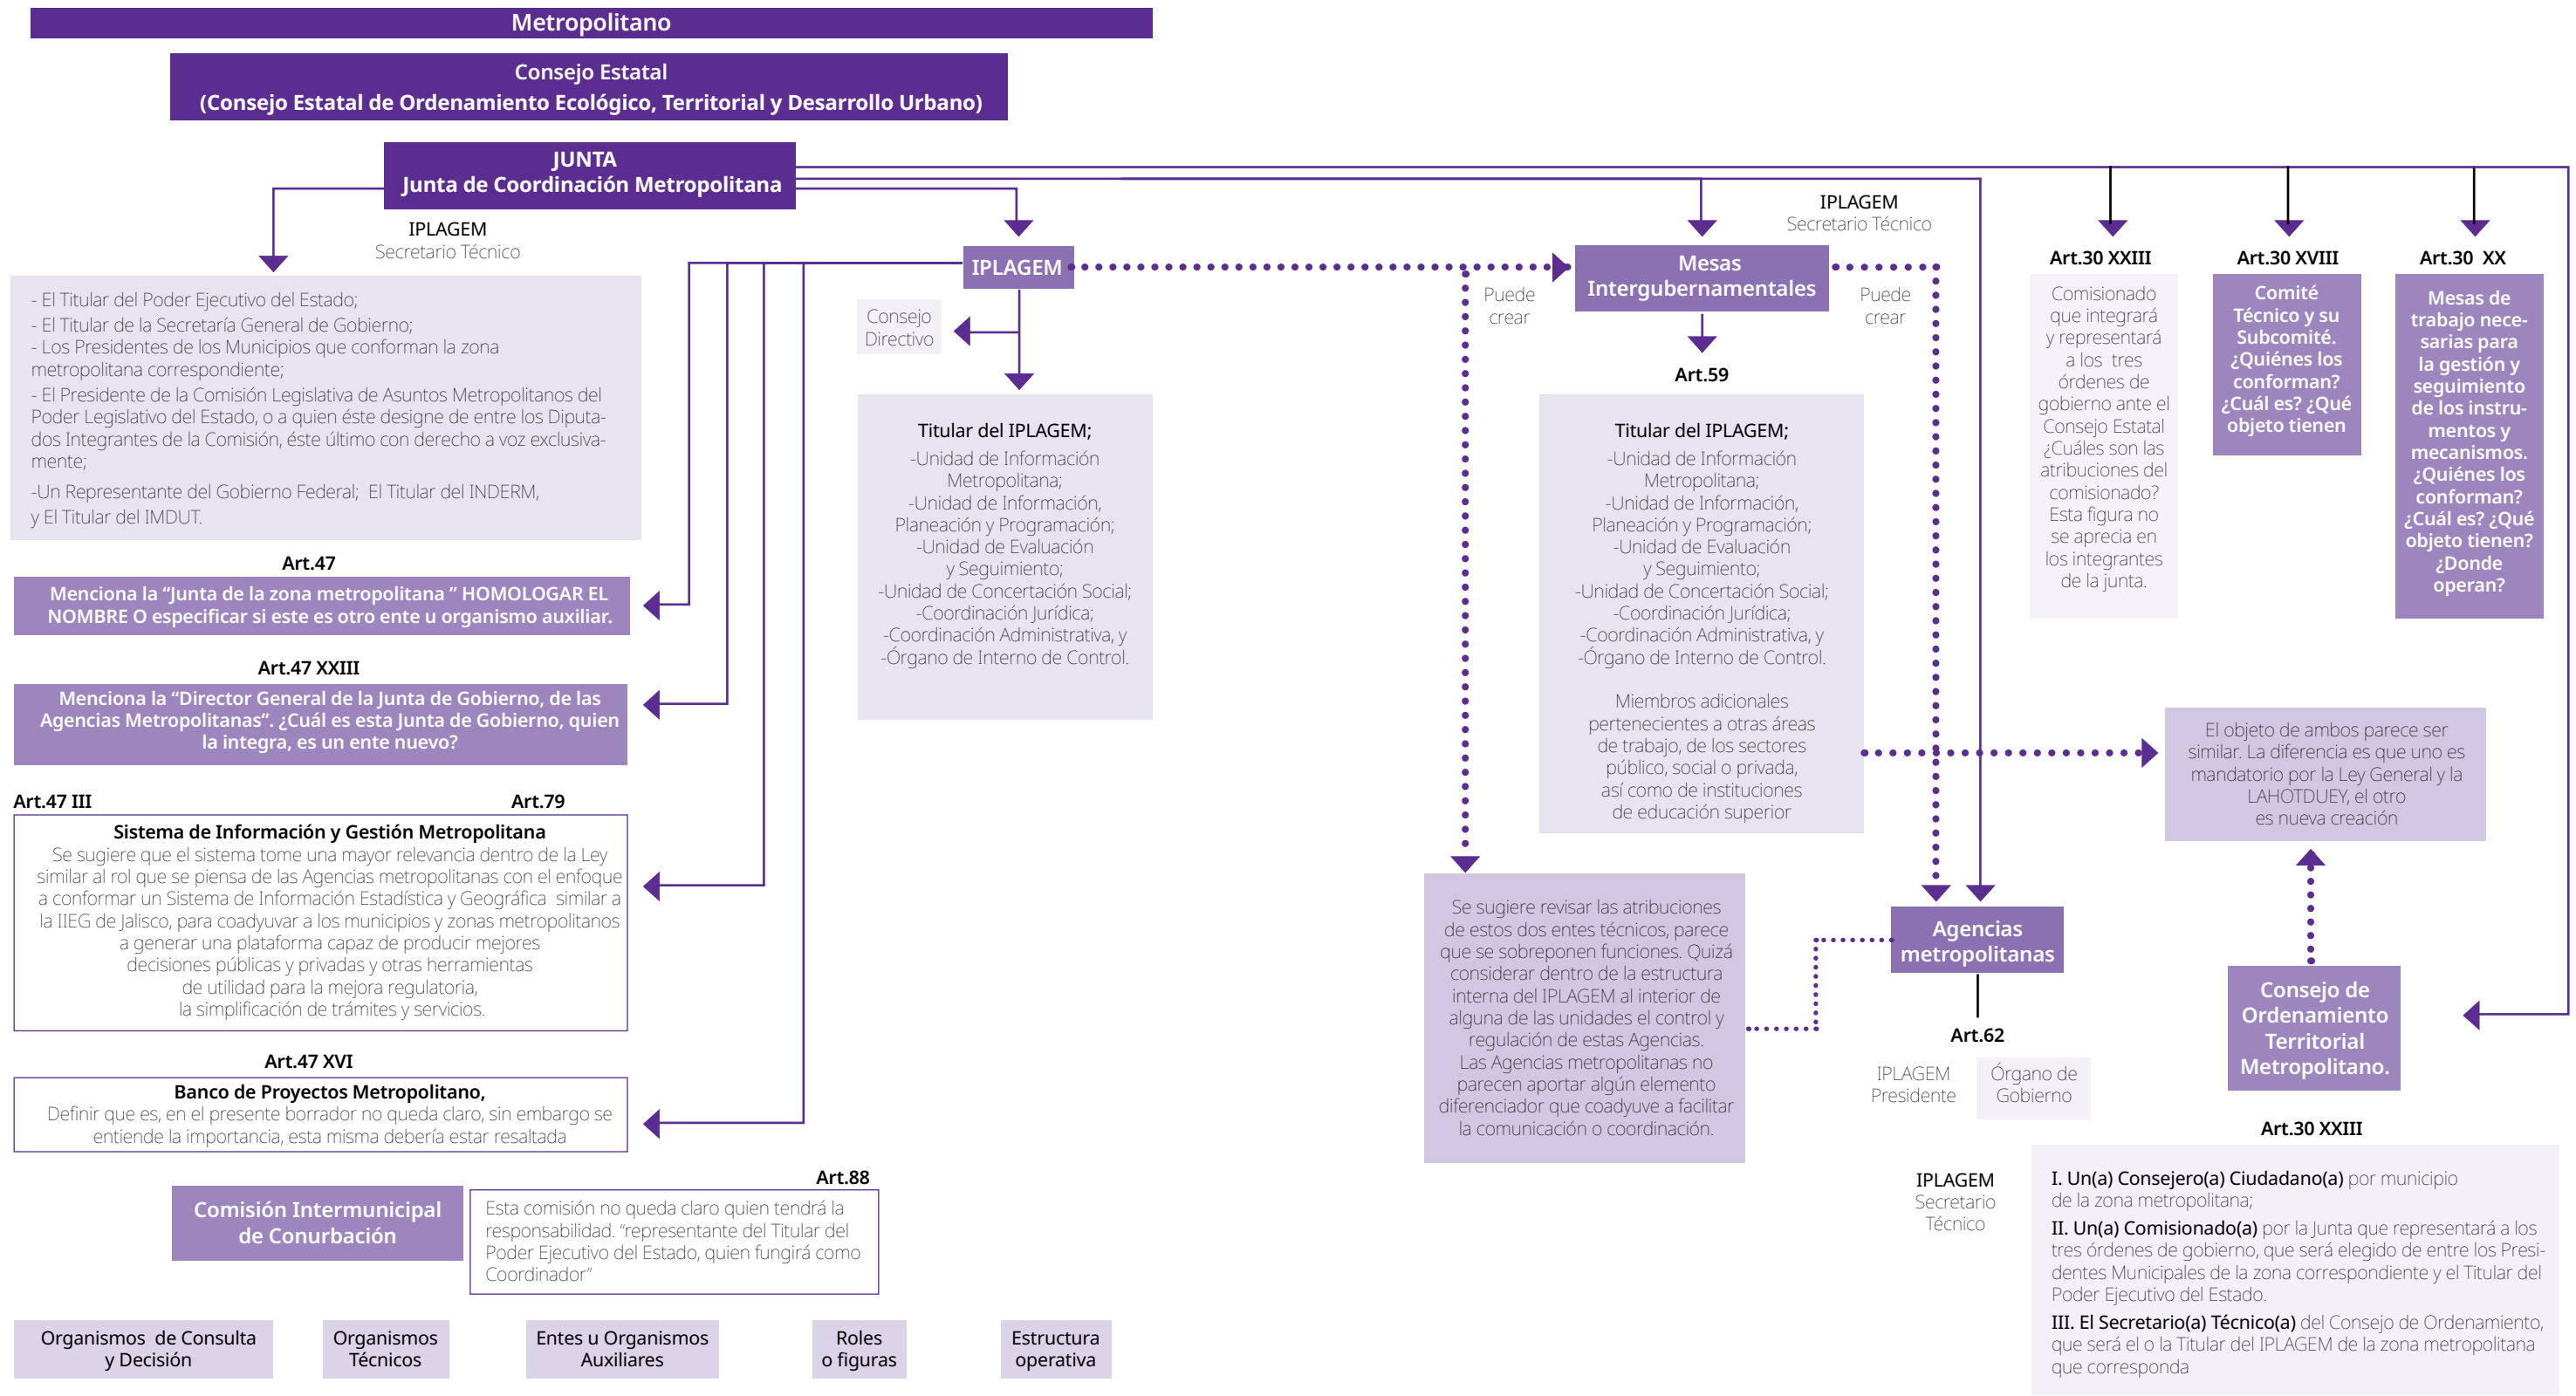 Metropolitano
Consejo Estatal
(Consejo Estatal de Ordenamiento Ecológico, Territorial y Desarrollo Urbano)
JUNTA
Junta de Coordinación Metropolitana
IPLAGEM
Secretario Técnico
- El Titular del Poder Ejecutivo del Estado;
- El Titular de la Secretaría General de Gobierno;
- Los Presidentes de los Municipios que conforman la zona
metropolitana correspondiente;
- El Presidente de la Comisión Legislativa de Asuntos Metropolitanos del
Poder Legislativo del Estado, o a quien éste designe de entre los Diputa-
dos Integrantes de la Comisión, éste último con derecho a voz exclusiva-
mente;
-Un Representante del Gobierno Federal;  El Titular del INDERM,
y El Titular del IMDUT.
Art.47
Menciona la “Junta de la zona metropolitana ” HOMOLOGAR EL
NOMBRE O especificar si este es otro ente u organismo auxiliar.
Art.47 XXIII
Menciona la “Director General de la Junta de Gobierno, de las
Agencias Metropolitanas”. ¿Cuál es esta Junta de Gobierno, quien
la integra, es un ente nuevo?
Art.47 III
Art.79
Sistema de Información y Gestión Metropolitana
Se sugiere que el sistema tome una mayor relevancia dentro de la Ley
similar al rol que se piensa de las Agencias metropolitanas con el enfoque
a conformar un Sistema de Información Estadística y Geográfica  similar a
la IIEG de Jalisco, para coadyuvar a los municipios y zonas metropolitanos
a generar una plataforma capaz de producir mejores
decisiones públicas y privadas y otras herramientas
de utilidad para la mejora regulatoria,
la simplificación de trámites y servicios.
Art.47 XVI
Banco de Proyectos Metropolitano,
Definir que es, en el presente borrador no queda claro, sin embargo se
entiende la importancia, esta misma debería estar resaltada
Art.88
Comisión Intermunicipal
de Conurbación
Esta comisión no queda claro quien tendrá la
responsabilidad. “representante del Titular del
Poder Ejecutivo del Estado, quien fungirá como
Coordinador”
IPLAGEM
Consejo
Directivo
Titular del IPLAGEM;
-Unidad de Información
Metropolitana;
-Unidad de Información,
Planeación y Programación;
-Unidad de Evaluación
y Seguimiento;
-Unidad de Concertación Social;
-Coordinación Jurídica;
-Coordinación Administrativa, y
-Órgano de Interno de Control.
Puede
crear
IPLAGEM
Secretario Técnico
Mesas
Intergubernamentales
Puede
crear
Art.59
Titular del IPLAGEM;
-Unidad de Información
Metropolitana;
-Unidad de Información,
Planeación y Programación;
-Unidad de Evaluación
y Seguimiento;
-Unidad de Concertación Social;
-Coordinación Jurídica;
-Coordinación Administrativa, y
-Órgano de Interno de Control.
Miembros adicionales
pertenecientes a otras áreas
de trabajo, de los sectores
público, social o privada,
así como de instituciones
de educación superior
Se sugiere revisar las atribuciones
de estos dos entes técnicos, parece
que se sobreponen funciones. Quizá
considerar dentro de la estructura
interna del IPLAGEM al interior de
alguna de las unidades el control y
regulación de estas Agencias.
Las Agencias metropolitanas no
parecen aportar algún elemento
diferenciador que coadyuve a facilitar
la comunicación o coordinación.
Agencias
metropolitanas
Art.62
IPLAGEM
Presidente
Órgano de
Gobierno
Art.30 XXIII
Comisionado
que integrará
y representará
a los  tres
órdenes de
gobierno ante el
Consejo Estatal
¿Cuáles son las
atribuciones del
comisionado?
Esta figura no
se aprecia en
los integrantes
de la junta.
Art.30 XVIII
Comité
Técnico y su
Subcomité.
¿Quiénes los
conforman?
¿Cuál es? ¿Qué
objeto tienen
Art.30  XX
Mesas de
trabajo nece-
sarias para
la gestión y
seguimiento
de los instru-
mentos y
mecanismos.
¿Quiénes los
conforman?
¿Cuál es? ¿Qué
objeto tienen?
¿Donde
operan?
El objeto de ambos parece ser
similar. La diferencia es que uno es
mandatorio por la Ley General y la
LAHOTDUEY, el otro
es nueva creación
Consejo de
Ordenamiento
Territorial
Metropolitano.
Art.30 XXIII
IPLAGEM
Secretario
Técnico
I. Un(a) Consejero(a) Ciudadano(a) por municipio
de la zona metropolitana;
II. Un(a) Comisionado(a) por la Junta que representará a los
tres órdenes de gobierno, que será elegido de entre los Presi-
dentes Municipales de la zona correspondiente y el Titular del
Poder Ejecutivo del Estado.
III. El Secretario(a) Técnico(a) del Consejo de Ordenamiento,
que será el o la Titular del IPLAGEM de la zona metropolitana
que corresponda
Organismos  de Consulta
y Decisión
Organismos
Técnicos
Entes u Organismos
Auxiliares
Roles
o figuras
Estructura
operativa